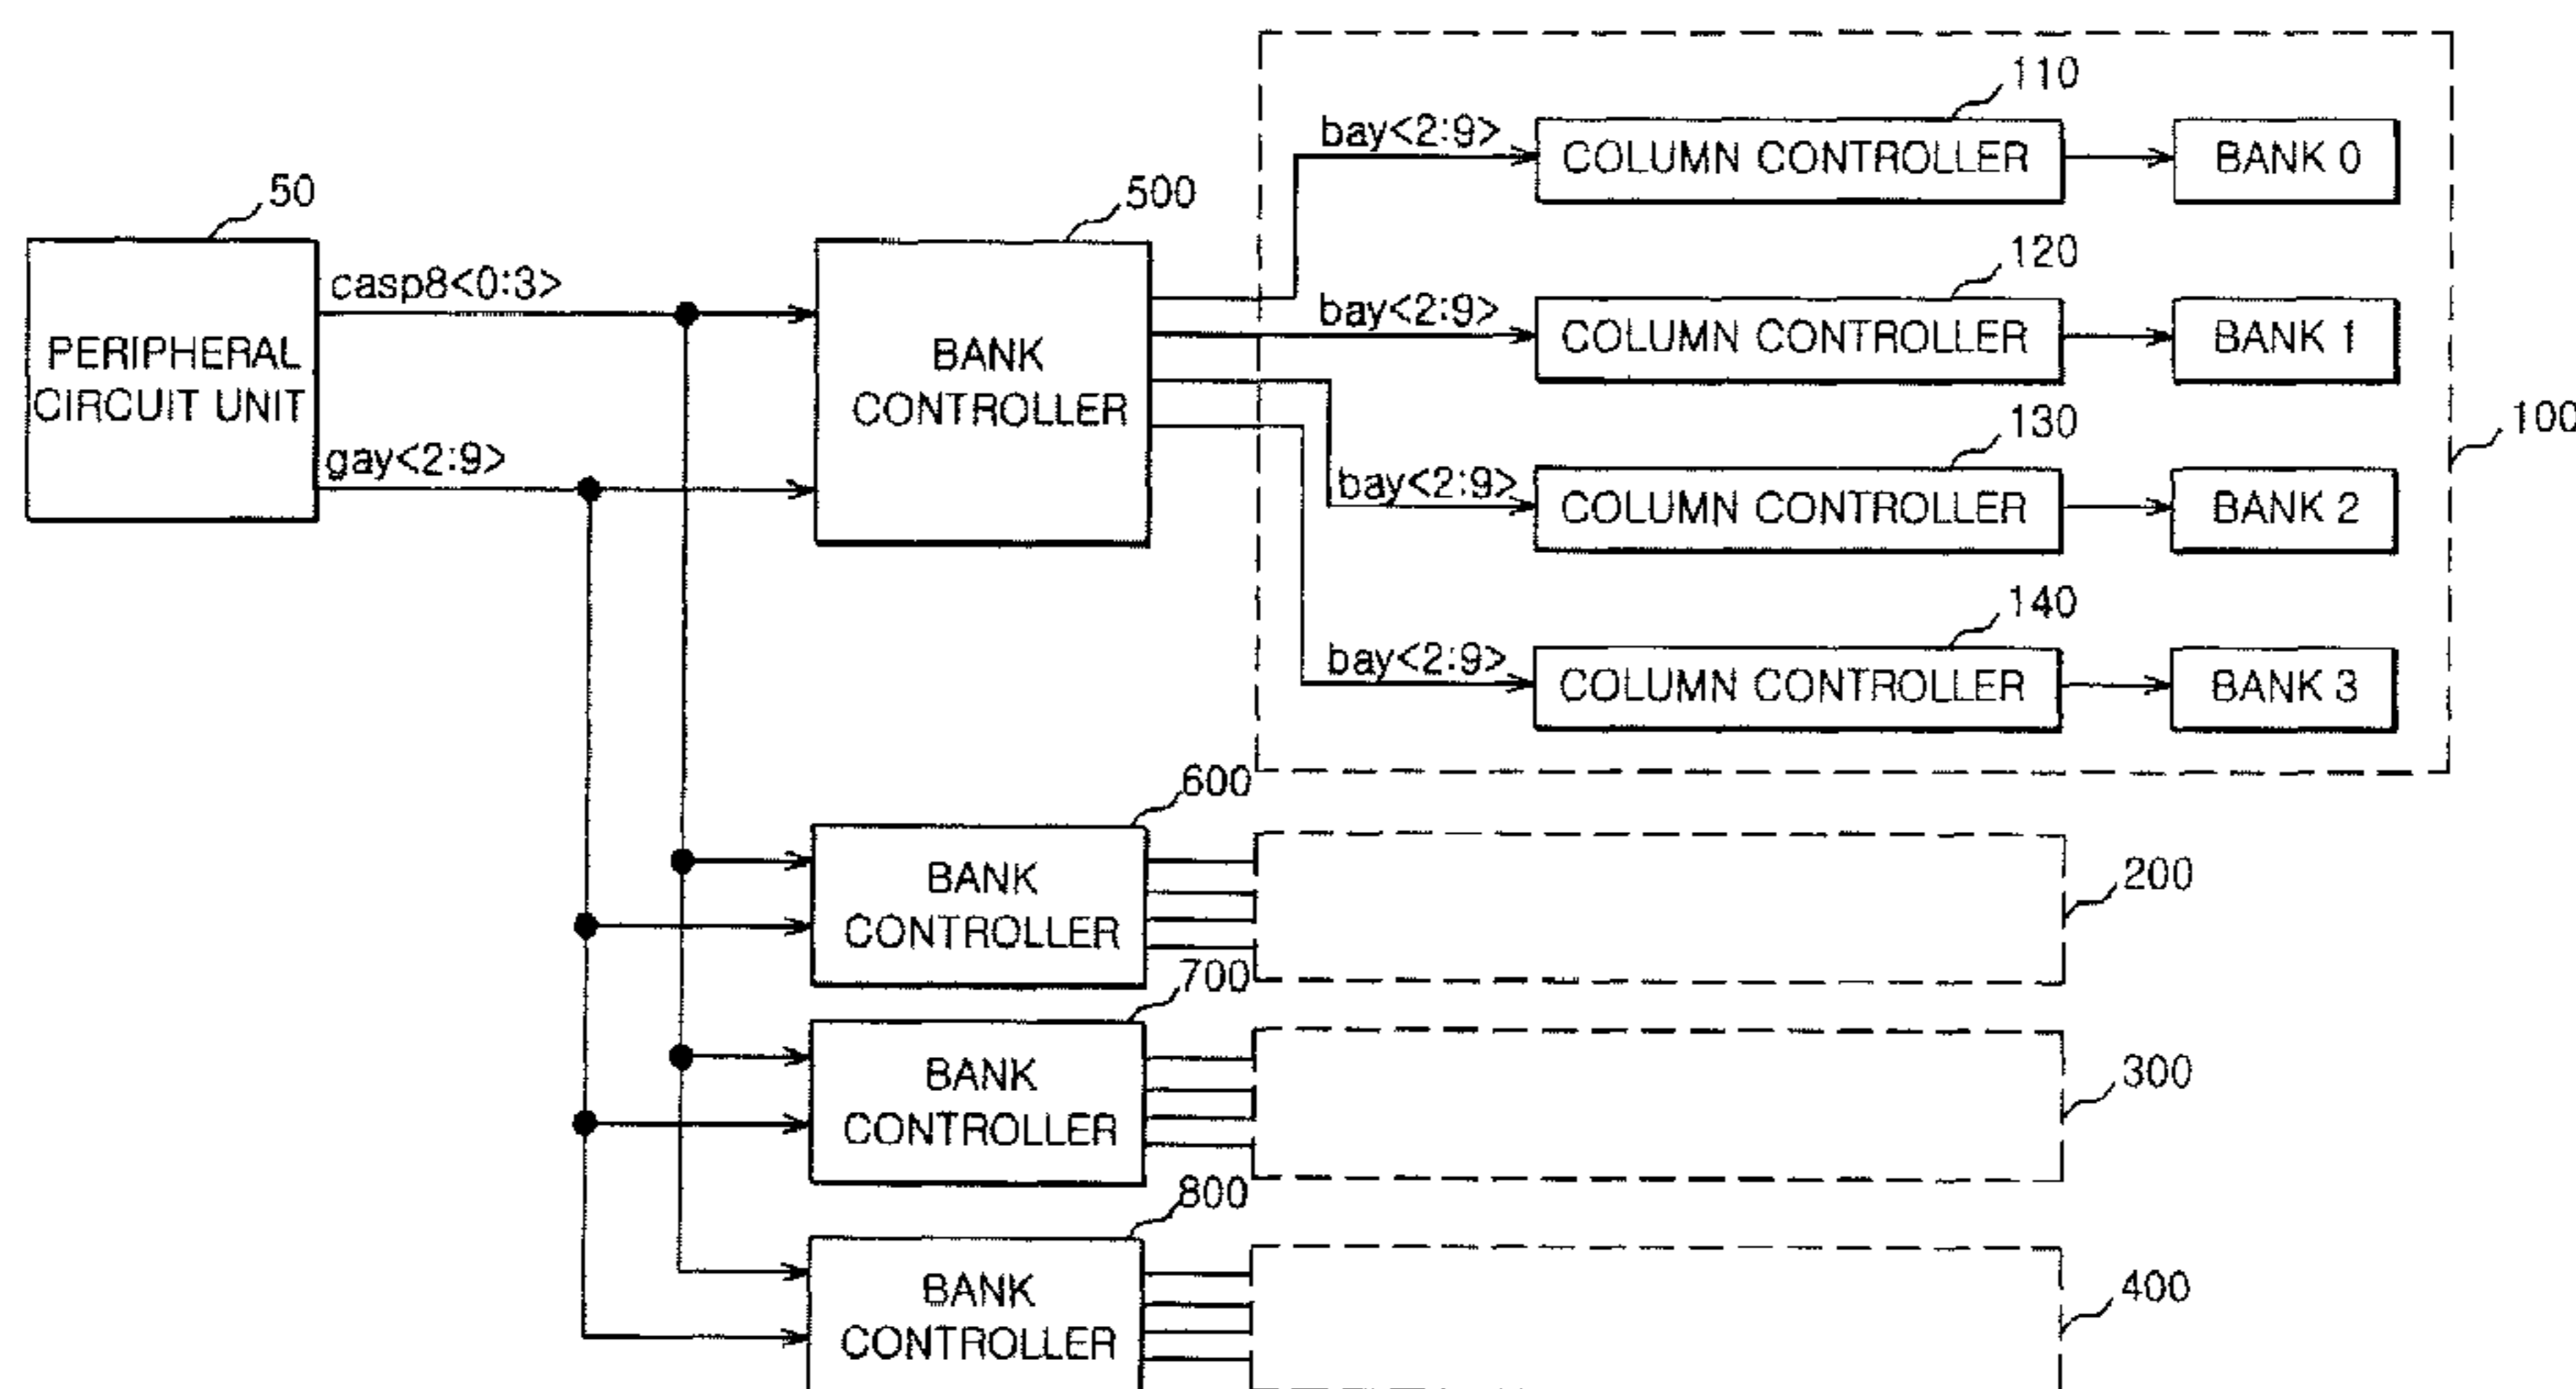 50
PERIPHERAL
CIRCUIT UNIT
casp8<0:3>
gay<2:9>
500
BANK
CONTROLLER
bay<2:9>
110
COLUMN CONTROLLER
BANK 0
bay<2:9>
120
COLUMN CONTROLLER
BANK 1
bay<2:9>
130
COLUMN CONTROLLER
BANK 2
bay<2:9>
140
COLUMN CONTROLLER
BANK 3
100
600
BANK
CONTROLLER
200
700
BANK
CONTROLLER
300
800
BANK
CONTROLLER
400